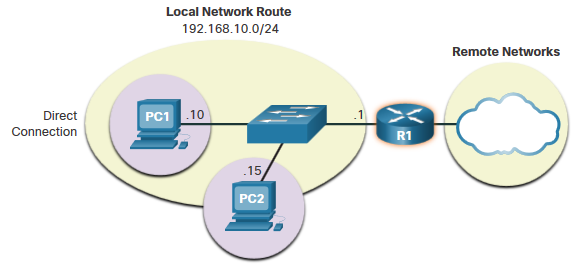 Local Network Route
192.168.10.0/24
Remote Networks
Direct
Connection
PC1
.10
.1
R1
.15
PC2